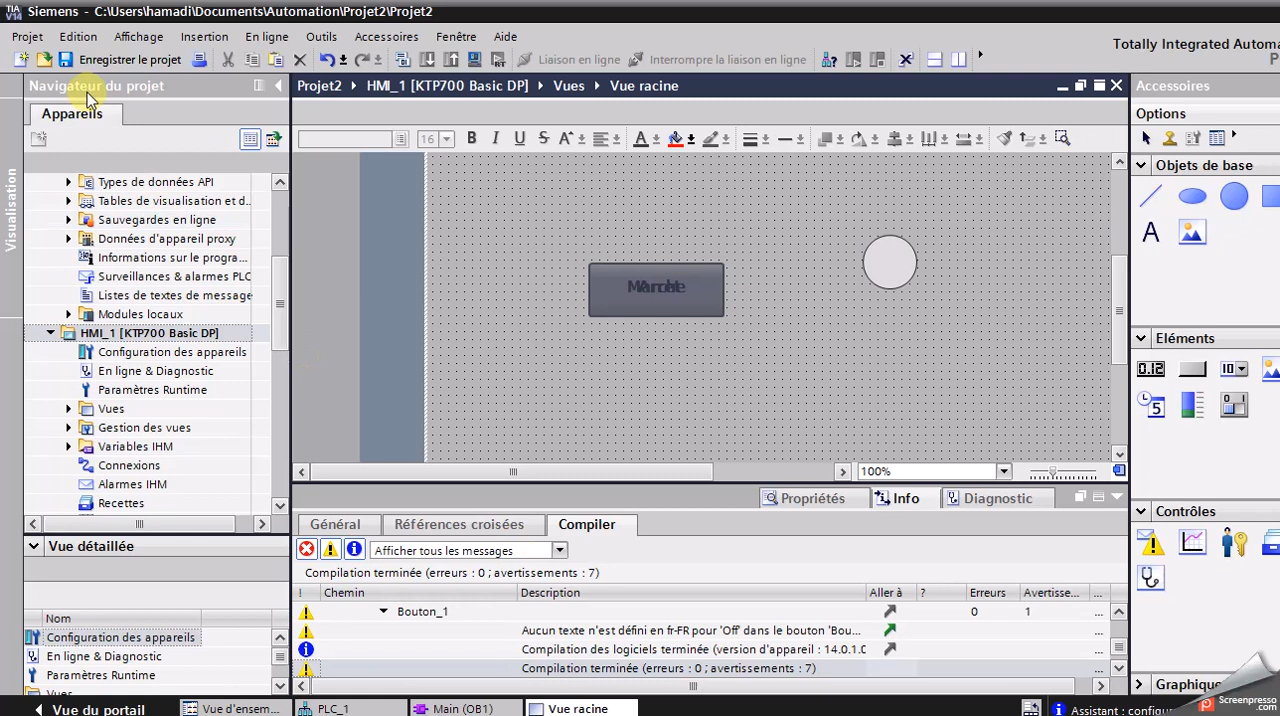 TIA V14 Siemens - C:\Users\hamadi\Documents\Automation\Projet2\Projet2
Projet Edition Affichage Insertion En ligne Outils Accessoires Fenêtre Aide
Totally Integrated Automa
Enregistrer le projet Liaison en ligne Interrompre la liaison en ligne P
Navigateur du projet
Projet2 HMI_1 [KTP700 Basic DP] Vues Vue racine
Accessoires
Appareils
Options
16 B I U S A A
Visualisation
Objets de base
Types de données API
Tables de visualisation et d...
Sauvegardes en ligne
Données d'appareil proxy
Informations sur le progra...
Surveillances & alarmes PLC
Listes de textes de message
Modules locaux
HMI_1 [KTP700 Basic DP]
Configuration des appareils
En ligne & Diagnostic
Paramètres Runtime
Vues
Gestion des vues
Variables IHM
Connexions
Alarmes IHM
Recettes
A
Eléments
0.12 10
5
100%
Contrôles
Propriétés Info Diagnostic
Général Références croisées Compiler
Afficher tous les messages
Compilation terminée (erreurs : 0 ; avertissements : 7)
! Chemin Description Aller à ? Erreurs Avertisse... ...
Bouton_1 0 1 ...
Aucun texte n'est défini en fr-FR pour 'Off' dans le bouton 'Bou... ...
Compilation des logiciels terminée (version d'appareil : 14.0.1.0 ...
Compilation terminée (erreurs : 0 ; avertissements : 7) ...
Vue détaillée
Nom
Configuration des appareils
En ligne & Diagnostic
Paramètres Runtime
Vues
Graphique
Vue du portail Vue d'ensem... PLC_1 Main (OB1) Vue racine
Assistant : configu
Screenpresso
.com